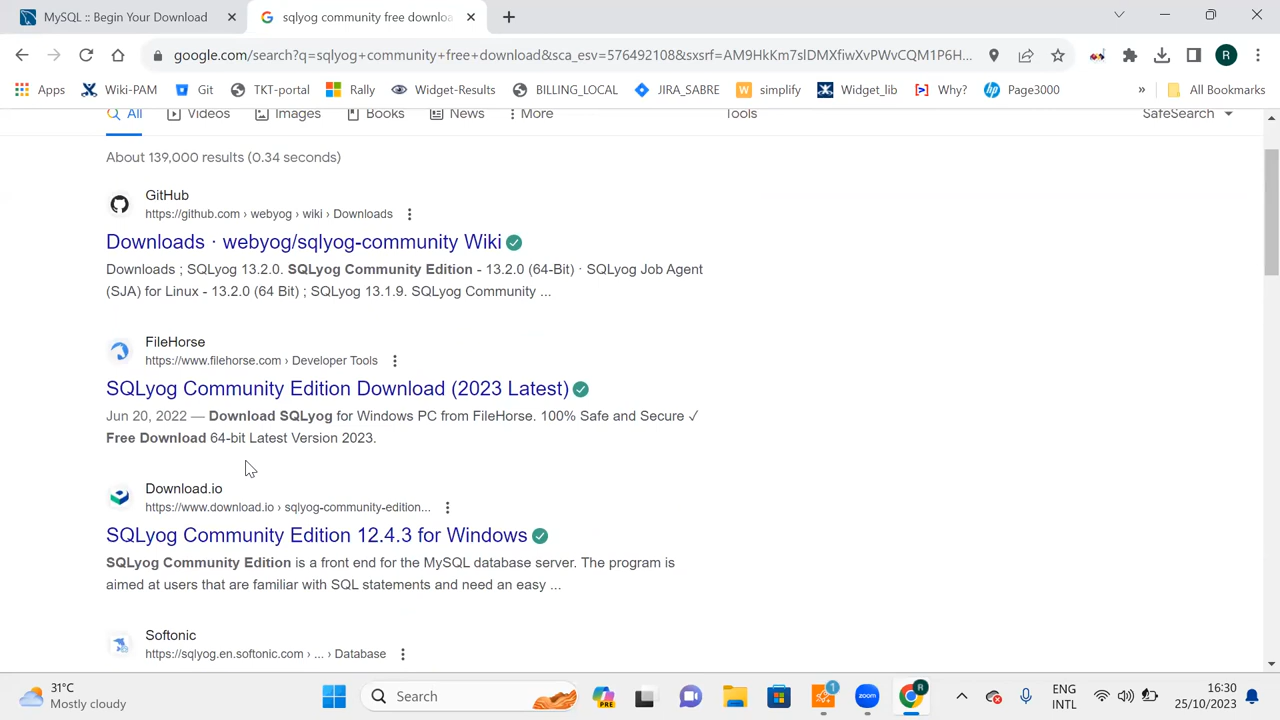 MySQL :: Begin Your Download
sqlyog community free downloa
google.com/search?q=sqlyog+community+free+download&sca_esv=576492108&sxsrf=AM9HkKm7slDMXfiwXvPWvCQM1P6H...
R
Apps
Wiki-PAM
Git
TKT-portal
Rally
Widget-Results
BILLING_LOCAL
JIRA_SABRE
simplify
Widget_lib
Why?
Page3000
»
All Bookmarks
All
Videos
Images
Books
News
More
Tools
SafeSearch
About 139,000 results (0.34 seconds)
GitHub
https://github.com › webyog › wiki › Downloads
Downloads · webyog/sqlyog-community Wiki
Downloads ; SQLyog 13.2.0. SQLyog Community Edition - 13.2.0 (64-Bit) · SQLyog Job Agent
(SJA) for Linux - 13.2.0 (64 Bit) ; SQLyog 13.1.9. SQLyog Community ...
FileHorse
https://www.filehorse.com › Developer Tools
SQLyog Community Edition Download (2023 Latest)
Jun 20, 2022 — Download SQLyog for Windows PC from FileHorse. 100% Safe and Secure ✓
Free Download 64-bit Latest Version 2023.
Download.io
https://www.download.io › sqlyog-community-edition...
SQLyog Community Edition 12.4.3 for Windows
SQLyog Community Edition is a front end for the MySQL database server. The program is
aimed at users that are familiar with SQL statements and need an easy ...
Softonic
https://sqlyog.en.softonic.com › ... › Database
31°C
Mostly cloudy
Search
PRE
1
zoom
R
ENG
INTL
16:30
25/10/2023